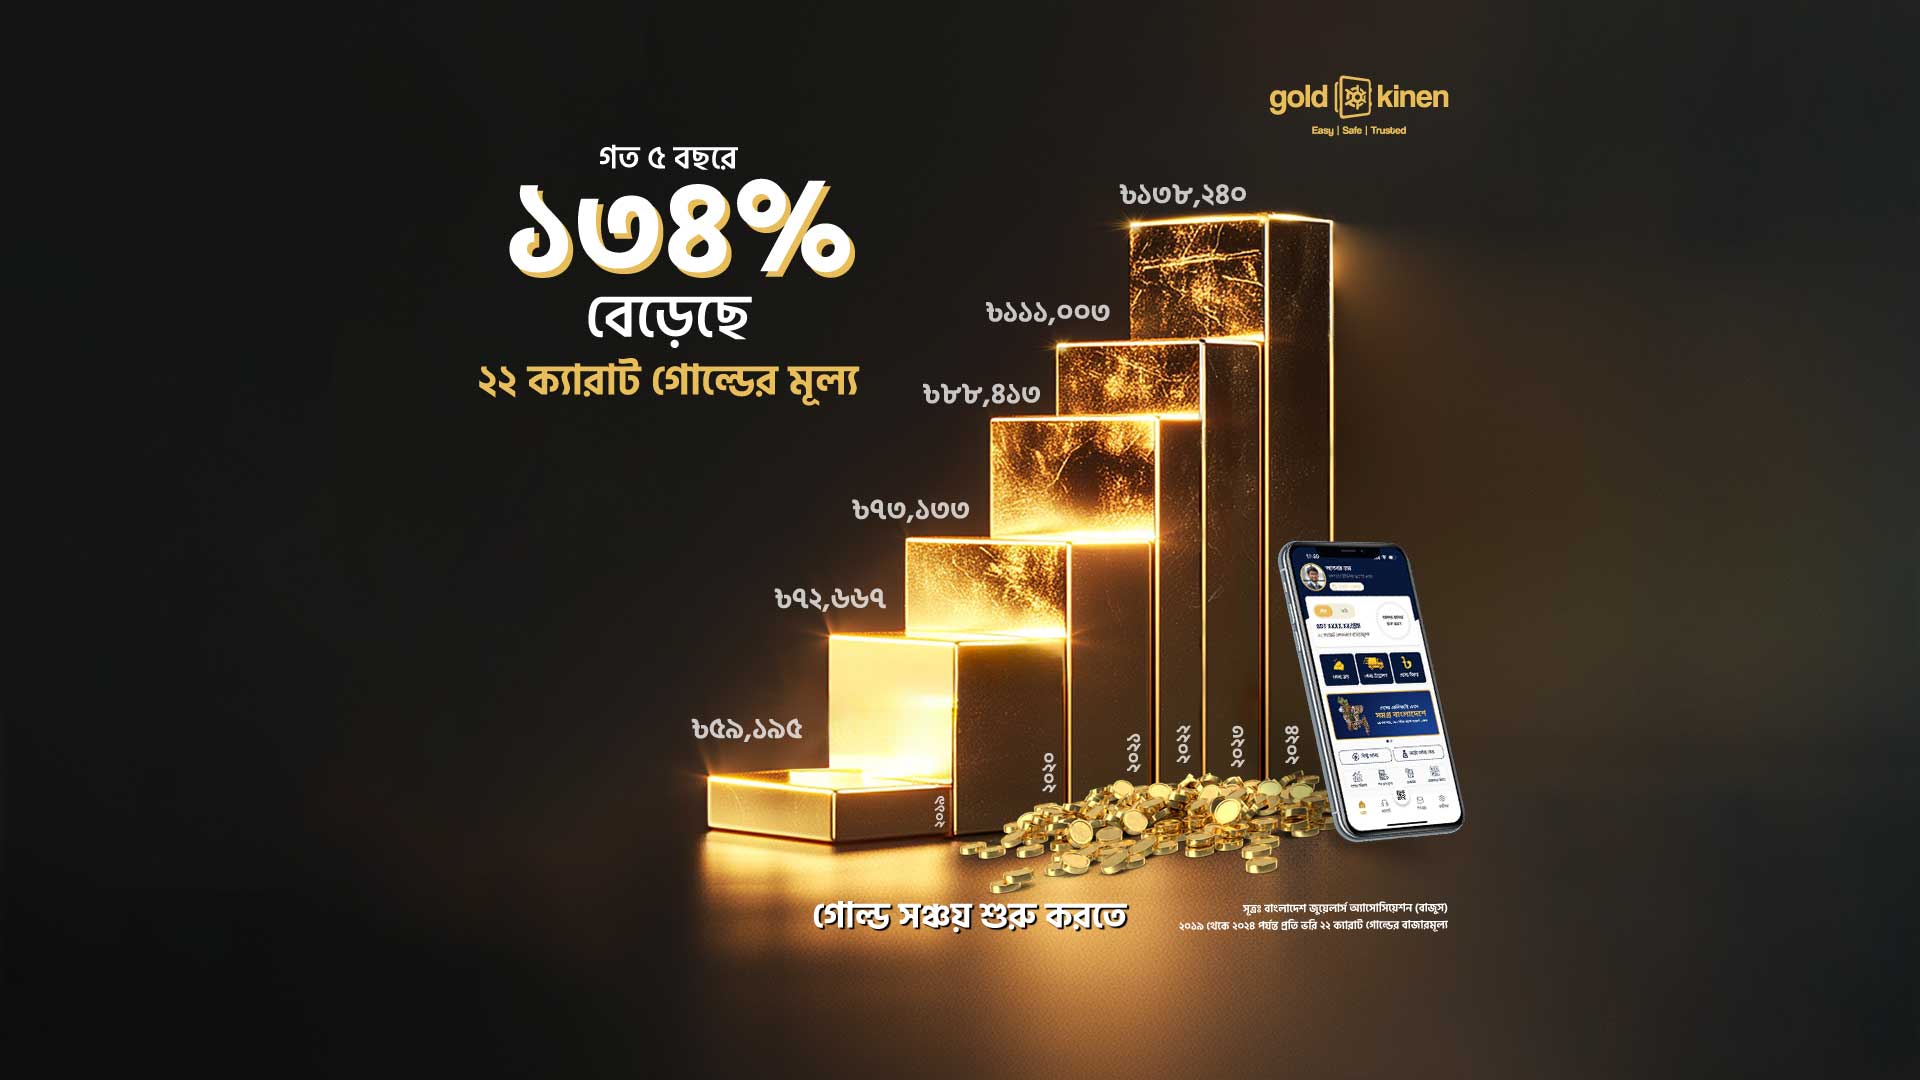 gold kinen
Easy | Safe | Trusted
গত ৫ বছরে
১৩৪%
বেড়েছে
২২ ক্যারাট গোল্ডের মূল্য
৳১৩৮,২৪০
৳১১১,০০৩
৳৮৮,৪১৩
৳৭৩,১৩৩
৳৭২,৬৬৭
৳৫৯,১৯৫
২০১৯
২০২০
২০২১
২০২২
২০২৩
২০২৪
সমগ্র বাংলাদেশে
গোল্ড সঞ্চয় শুরু করতে
সূত্রঃ বাংলাদেশ জুয়েলার্স অ্যাসোসিয়েশন (বাজুস)
২০১৯ থেকে ২০২৪ পর্যন্ত প্রতি ভরি ২২ ক্যারাট গোল্ডের বাজারমূল্য